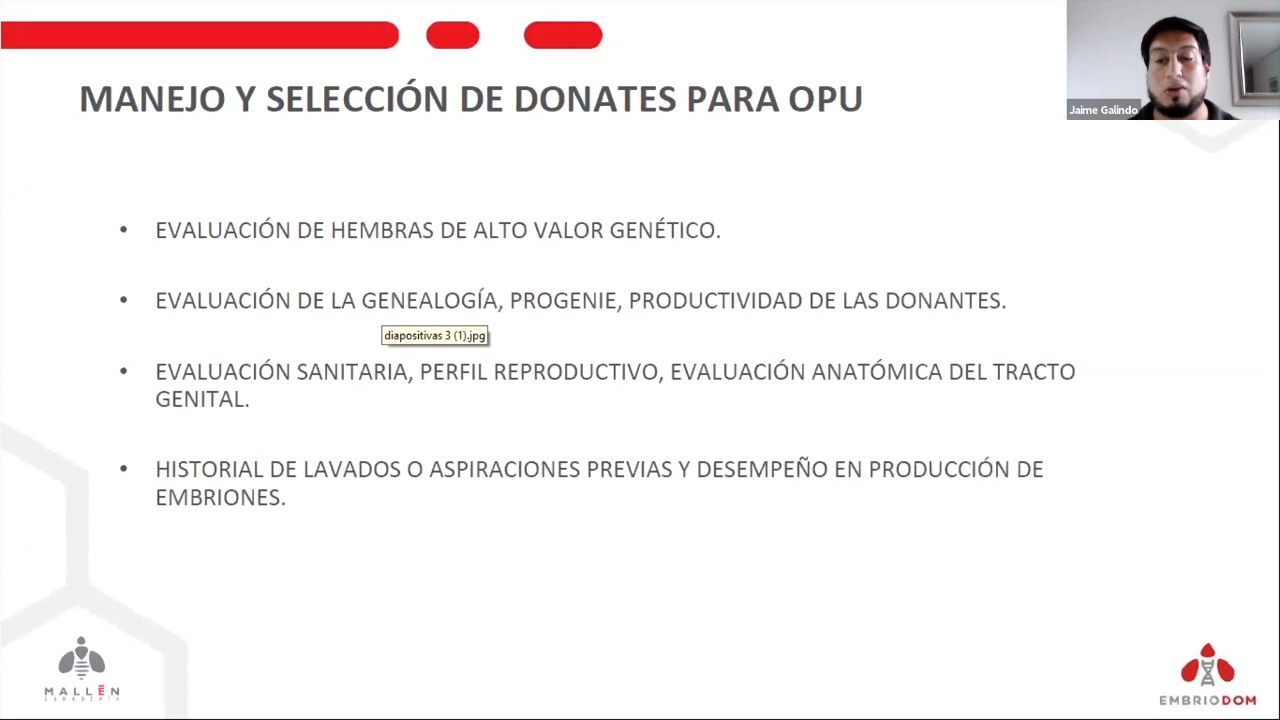 Jaime Galindo
MANEJO Y SELECCIÓN DE DONATES PARA OPU
• EVALUACIÓN DE HEMBRAS DE ALTO VALOR GENÉTICO.
• EVALUACIÓN DE LA GENEALOGÍA, PROGENIE, PRODUCTIVIDAD DE LAS DONANTES.
diapositivas 3 (1).jpg
• EVALUACIÓN SANITARIA, PERFIL REPRODUCTIVO, EVALUACIÓN ANATÓMICA DEL TRACTO
GENITAL.
• HISTORIAL DE LAVADOS O ASPIRACIONES PREVIAS Y DESEMPEÑO EN PRODUCCIÓN DE
EMBRIONES.
MALLĒN
GANADERÍA
EMBRIODOM